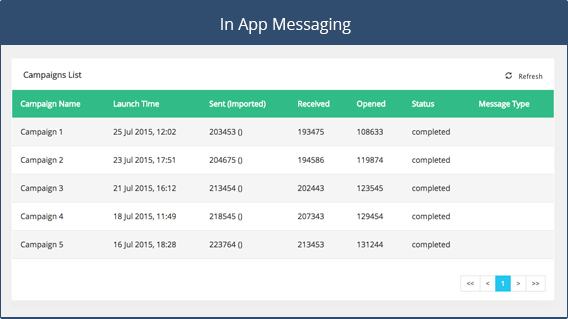 In App Messaging
Campaigns List Refresh
Campaign Name Launch Time Sent (Imported) Received Opened Status Message Type
Campaign 1 25 Jul 2015, 12:02 203453 () 193475 108633 completed
Campaign 2 23 Jul 2015, 17:51 204675 () 194586 119874 completed
Campaign 3 21 Jul 2015, 16:12 213454 () 202443 123545 completed
Campaign 4 18 Jul 2015, 11:49 218545 () 207343 129454 completed
Campaign 5 16 Jul 2015, 18:28 223764 () 213453 131244 completed
<< < 1 > >>